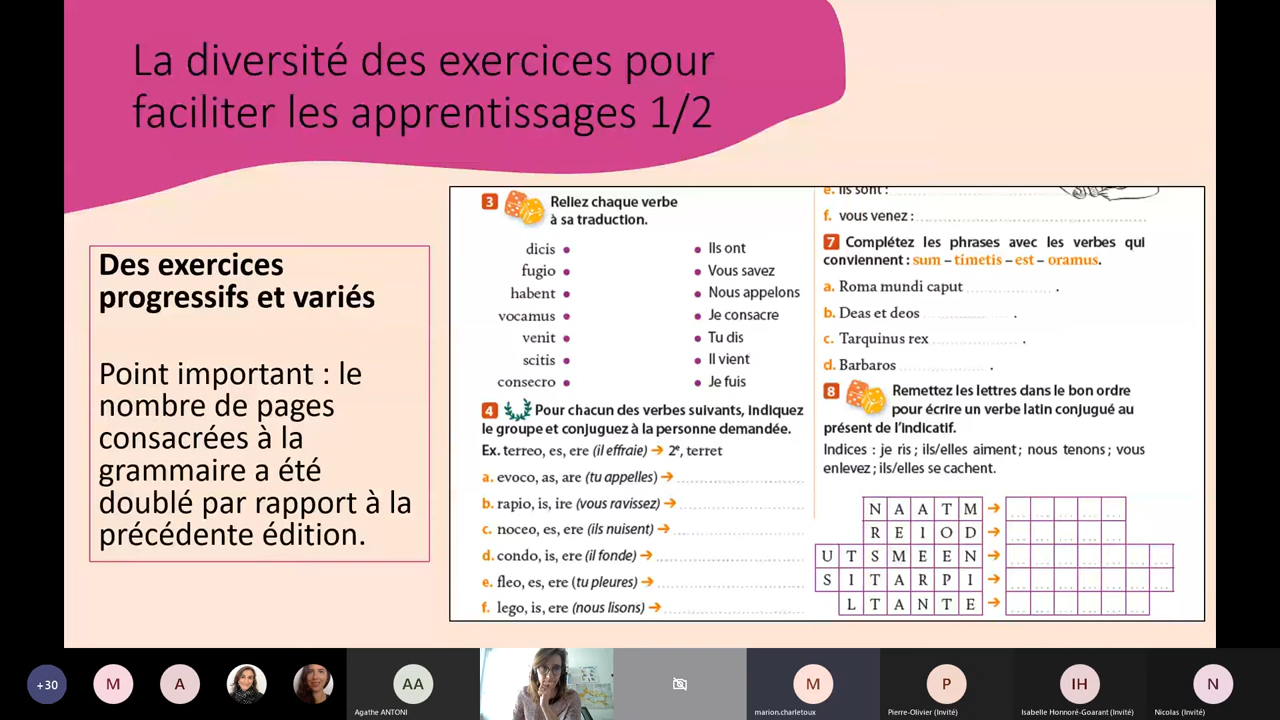 La diversité des exercices pour
faciliter les apprentissages 1/2
Des exercices
progressifs et variés
Point important : le
nombre de pages
consacrées à la
grammaire a été
doublé par rapport à la
précédente édition.
3 Reliez chaque verbe
à sa traduction.
dicis • • Ils ont
fugio • • Vous savez
habent • • Nous appelons
vocamus • • Je consacre
venit • • Tu dis
scitis • • Il vient
consecro • • Je fuis
4 Pour chacun des verbes suivants, indiquez
le groupe et conjuguez à la personne demandée.
Ex. terreo, es, ere (il effraie) → 2e, terret
a. evoco, as, are (tu appelles) →
b. rapio, is, ire (vous ravissez) →
c. noceo, es, ere (ils nuisent) →
d. condo, is, ere (il fonde) →
e. fleo, es, ere (tu pleures) →
f. lego, is, ere (nous lisons) →
e. ils sont :
f. vous venez :
7 Complétez les phrases avec les verbes qui
conviennent : sum – timetis – est – oramus.
a. Roma mundi caput .
b. Deas et deos .
c. Tarquinus rex .
d. Barbaros .
8 Remettez les lettres dans le bon ordre
pour écrire un verbe latin conjugué au
présent de l'indicatif.
Indices : je ris ; ils/elles aiment ; nous tenons ; vous
enlevez ; ils/elles se cachent.
N A A T M →
R E I O D →
U T S M E E N →
S I T A R P I →
L T A N T E →
+30
M
A
AA
Agathe ANTONI
M
marion.charletoux
P
Pierre-Olivier (Invité)
IH
Isabelle Honnoré-Goarant (Invité)
N
Nicolas (Invité)